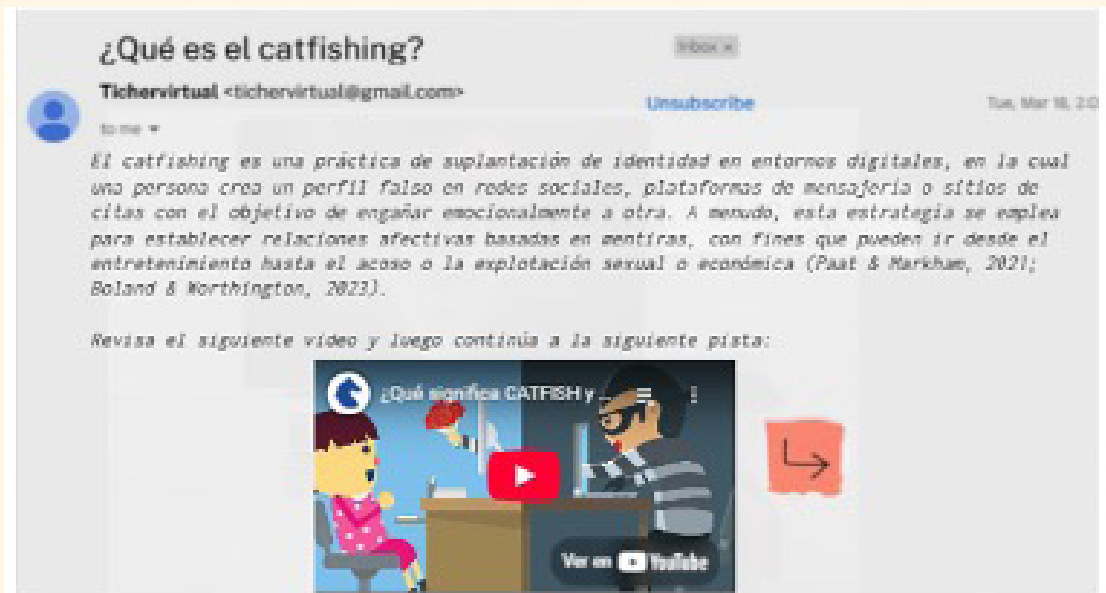 ¿Qué es el catfishing?
Inbox ×
Tichervirtual <tichervirtual@gmail.com>
Unsubscribe
Tue, Mar 18, 2:0
to me
El catfishing es una práctica de suplantación de identidad en entornos digitales, en la cual
una persona crea un perfil falso en redes sociales, plataformas de mensajería o sitios de
citas con el objetivo de engañar emocionalmente a otra. A menudo, esta estrategia se emplea
para establecer relaciones afectivas basadas en mentiras, con fines que pueden ir desde el
entretenimiento hasta el acoso o la explotación sexual o económica (Paat & Markham, 2021;
Boland & Worthington, 2023).
Revisa el siguiente video y luego continúa a la siguiente pista:
¿Qué significa CATFISH y ...
Ver en YouTube